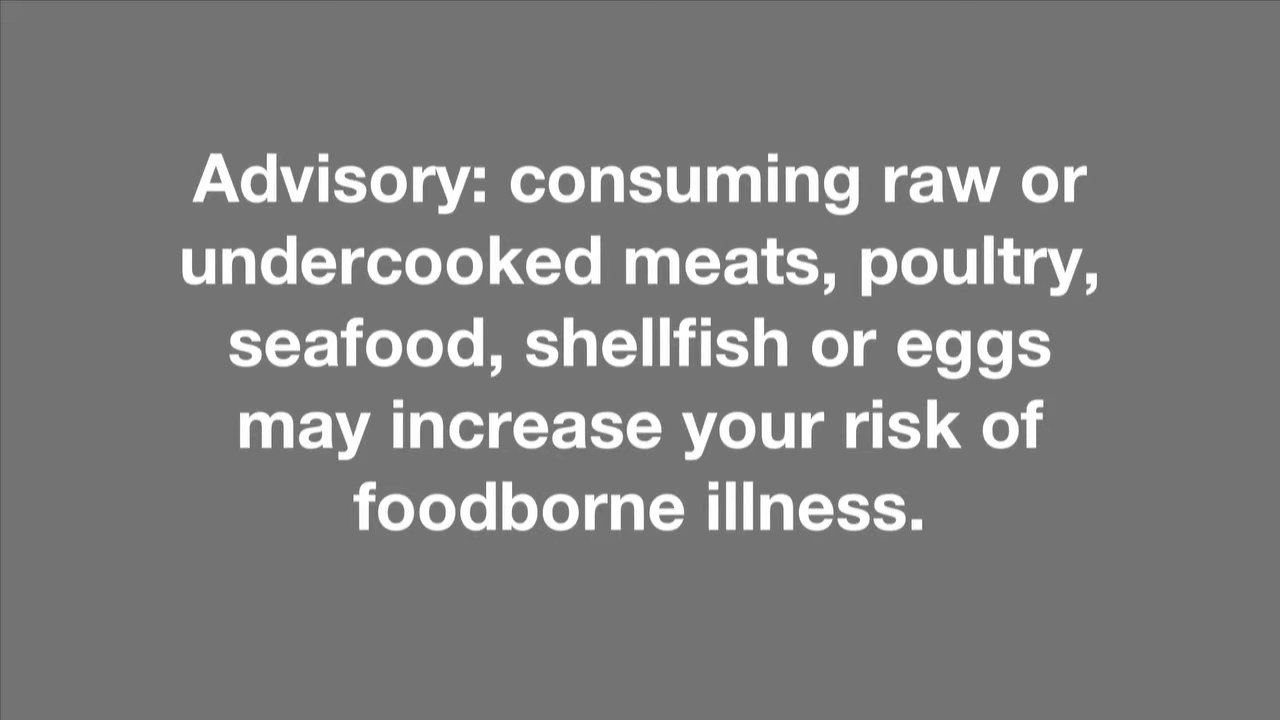 Advisory: consuming raw or
undercooked meats, poultry,
seafood, shellfish or eggs
may increase your risk of
foodborne illness.